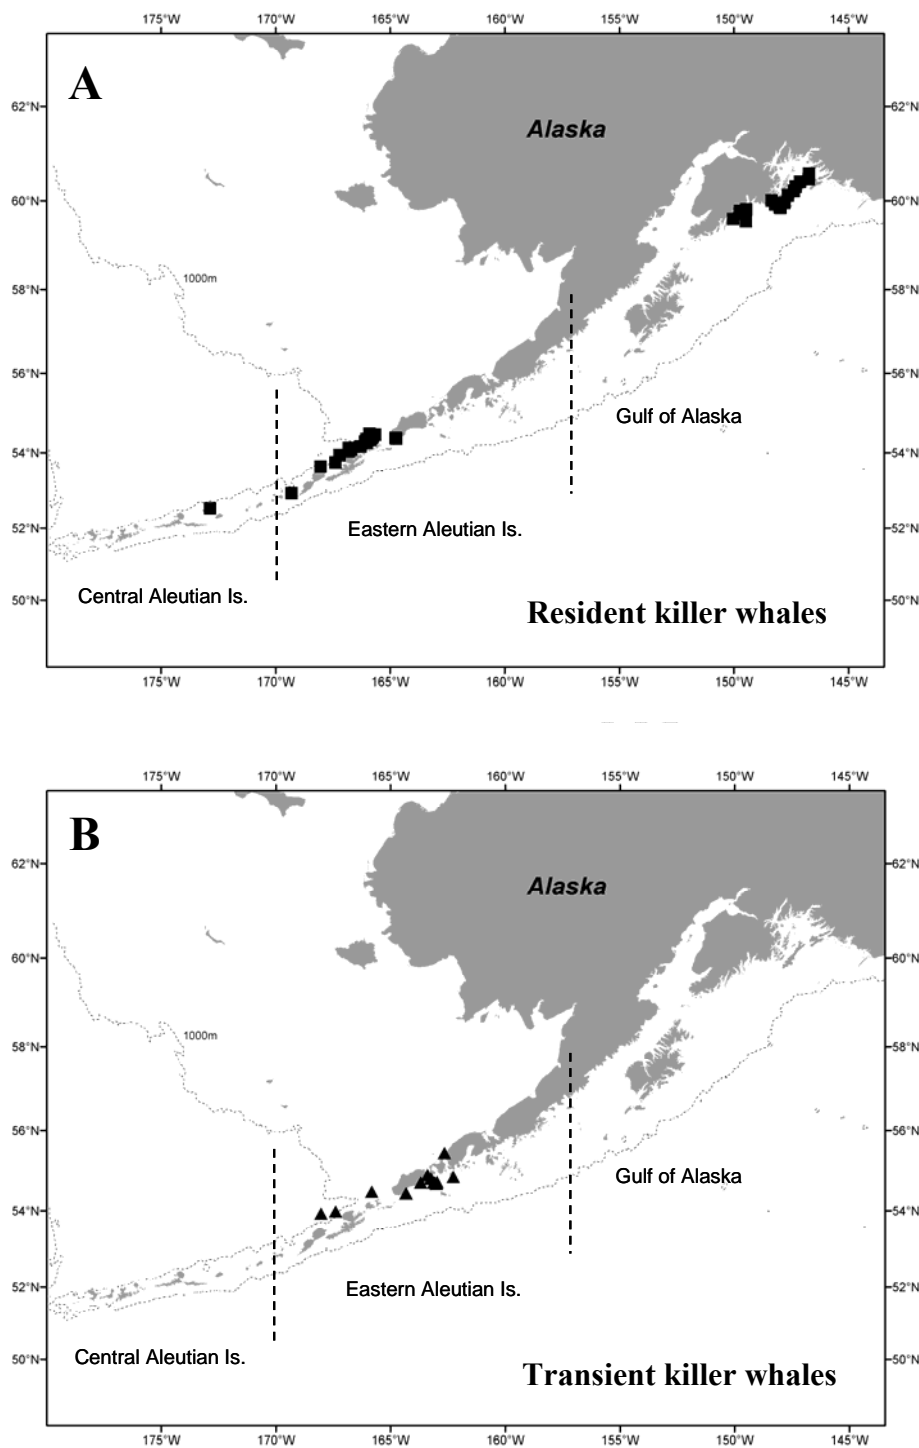 175°W 170°W 165°W 160°W 155°W 150°W 145°W
A
62°N 62°N
Alaska
60°N 60°N
1000m
58°N 58°N
56°N 56°N
Gulf of Alaska
54°N 54°N
52°N 52°N
Eastern Aleutian Is.
Central Aleutian Is.
50°N 50°N
Resident killer whales
175°W 170°W 165°W 160°W 155°W 150°W 145°W
175°W 170°W 165°W 160°W 155°W 150°W 145°W
B
62°N 62°N
Alaska
60°N 60°N
1000m
58°N 58°N
56°N 56°N
Gulf of Alaska
54°N 54°N
52°N 52°N
Eastern Aleutian Is.
Central Aleutian Is.
50°N 50°N
Transient killer whales
175°W 170°W 165°W 160°W 155°W 150°W 145°W